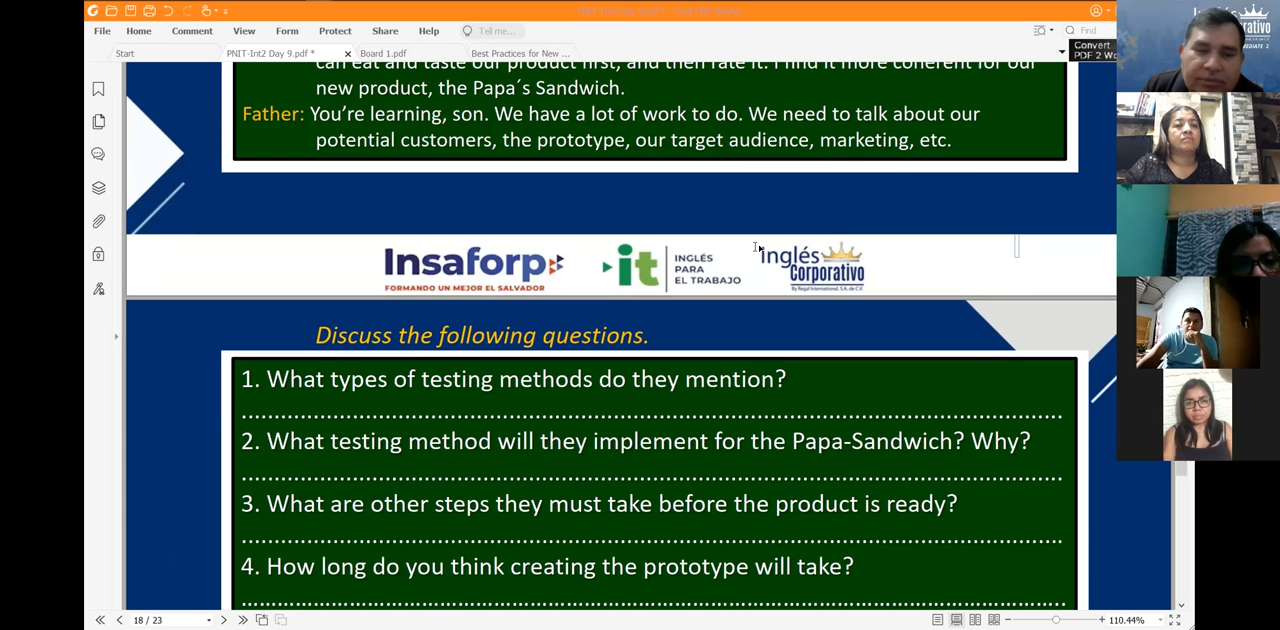 File Home Comment View Form Protect Share Help Tell me... Find
Start PNIT-Int2 Day 9.pdf * Board 1.pdf Best Practices for New ...
Convert
PDF 2 Wo
can eat and taste our product first, and then rate it. I find it more coherent for our
new product, the Papa´s Sandwich.
Father: You're learning, son. We have a lot of work to do. We need to talk about our
potential customers, the prototype, our target audience, marketing, etc.
Insaforp
FORMANDO UN MEJOR EL SALVADOR
it
INGLÉS
PARA
EL TRABAJO
inglés
Corporativo
By Regal International, S.A. de C.V.
Discuss the following questions.
1. What types of testing methods do they mention?
2. What testing method will they implement for the Papa-Sandwich? Why?
3. What are other steps they must take before the product is ready?
4. How long do you think creating the prototype will take?
18 / 23
110.44%